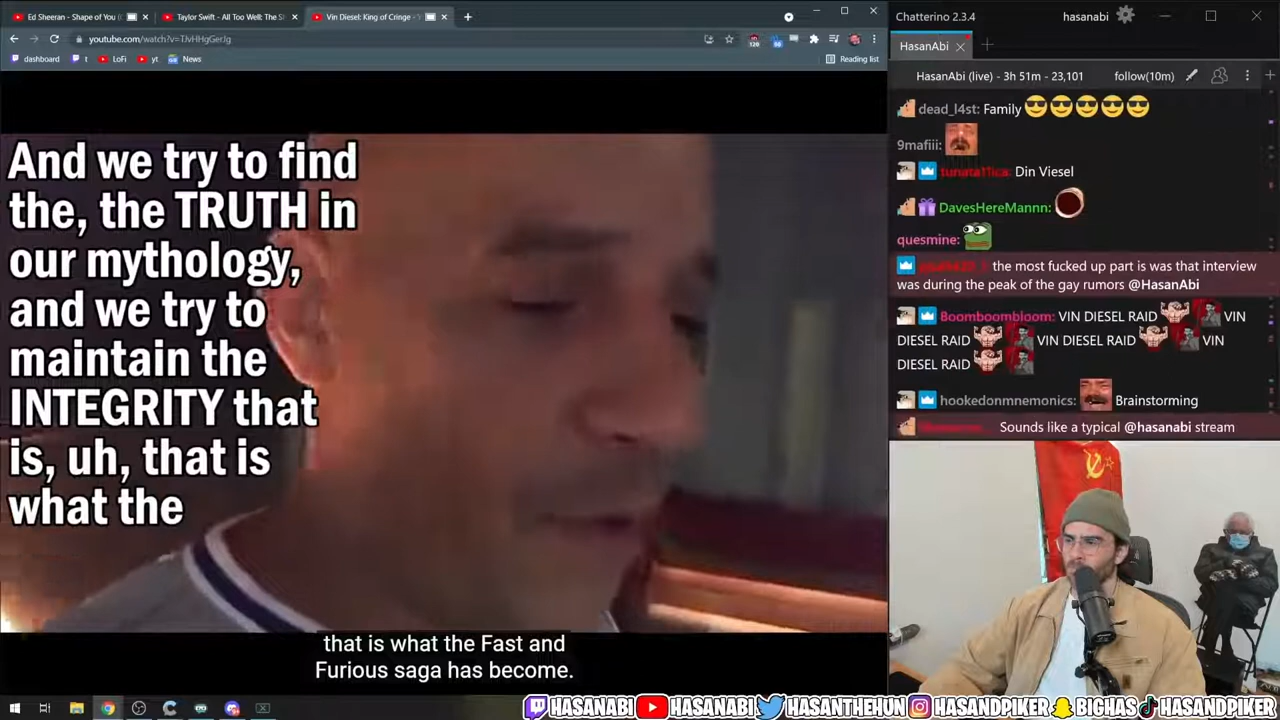 Ed Sheeran - Shape of You (
Taylor Swift - All Too Well: The S
Vin Diesel: King of Cringe -
Chatterino 2.3.4
hasanabi
youtube.com/watch?v=TJvHHgGerJg
HasanAbi
dashboard
t
LoFi
yt
News
Reading list
HasanAbi (live) - 3h 51m - 23,101
follow(10m)
And we try to find
the, the TRUTH in
our mythology,
and we try to
maintain the
INTEGRITY that
is, uh, that is
what the
that is what the Fast and
Furious saga has become.
dead_l4st: Family
9mafiii:
tunata11ica: Din Viesel
DavesHereMannn:
quesmine:
the most fucked up part is was that interview
was during the peak of the gay rumors @HasanAbi
Boomboombloom: VIN DIESEL RAID VIN
DIESEL RAID VIN DIESEL RAID VIN
DIESEL RAID
hookedonmnemonics: Brainstorming
Sounds like a typical @hasanabi stream
HASANABI HASANABI HASANTHEHUN HASANDPIKER BIGHAS HASANDPIKER